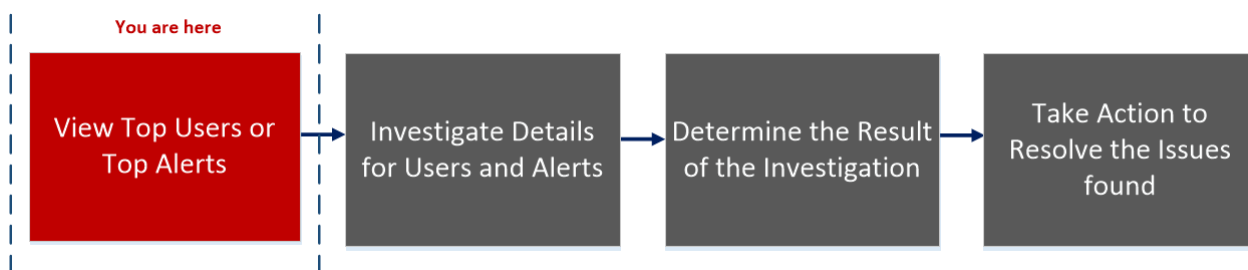 You are here
View Top Users or
Top Alerts
Investigate Details
for Users and Alerts
Determine the Result
of the Investigation
Take Action to
Resolve the Issues
found